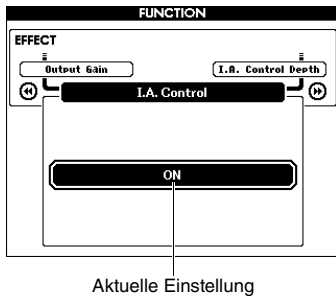 FUNCTION
EFFECT
Output Gain
I.A. Control Depth
I.A. Control
ON
Aktuelle Einstellung